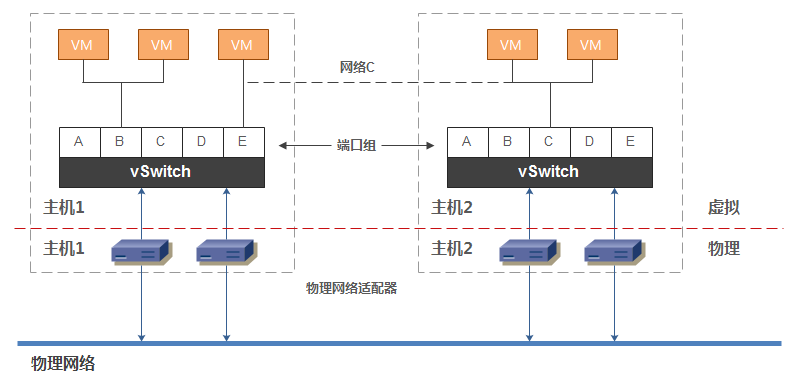 VM VM VM VM VM
网络C
A B C D E 端口组 A B C D E
vSwitch vSwitch
主机1 主机2 虚拟
主机1 主机2 物理
物理网络适配器
物理网络